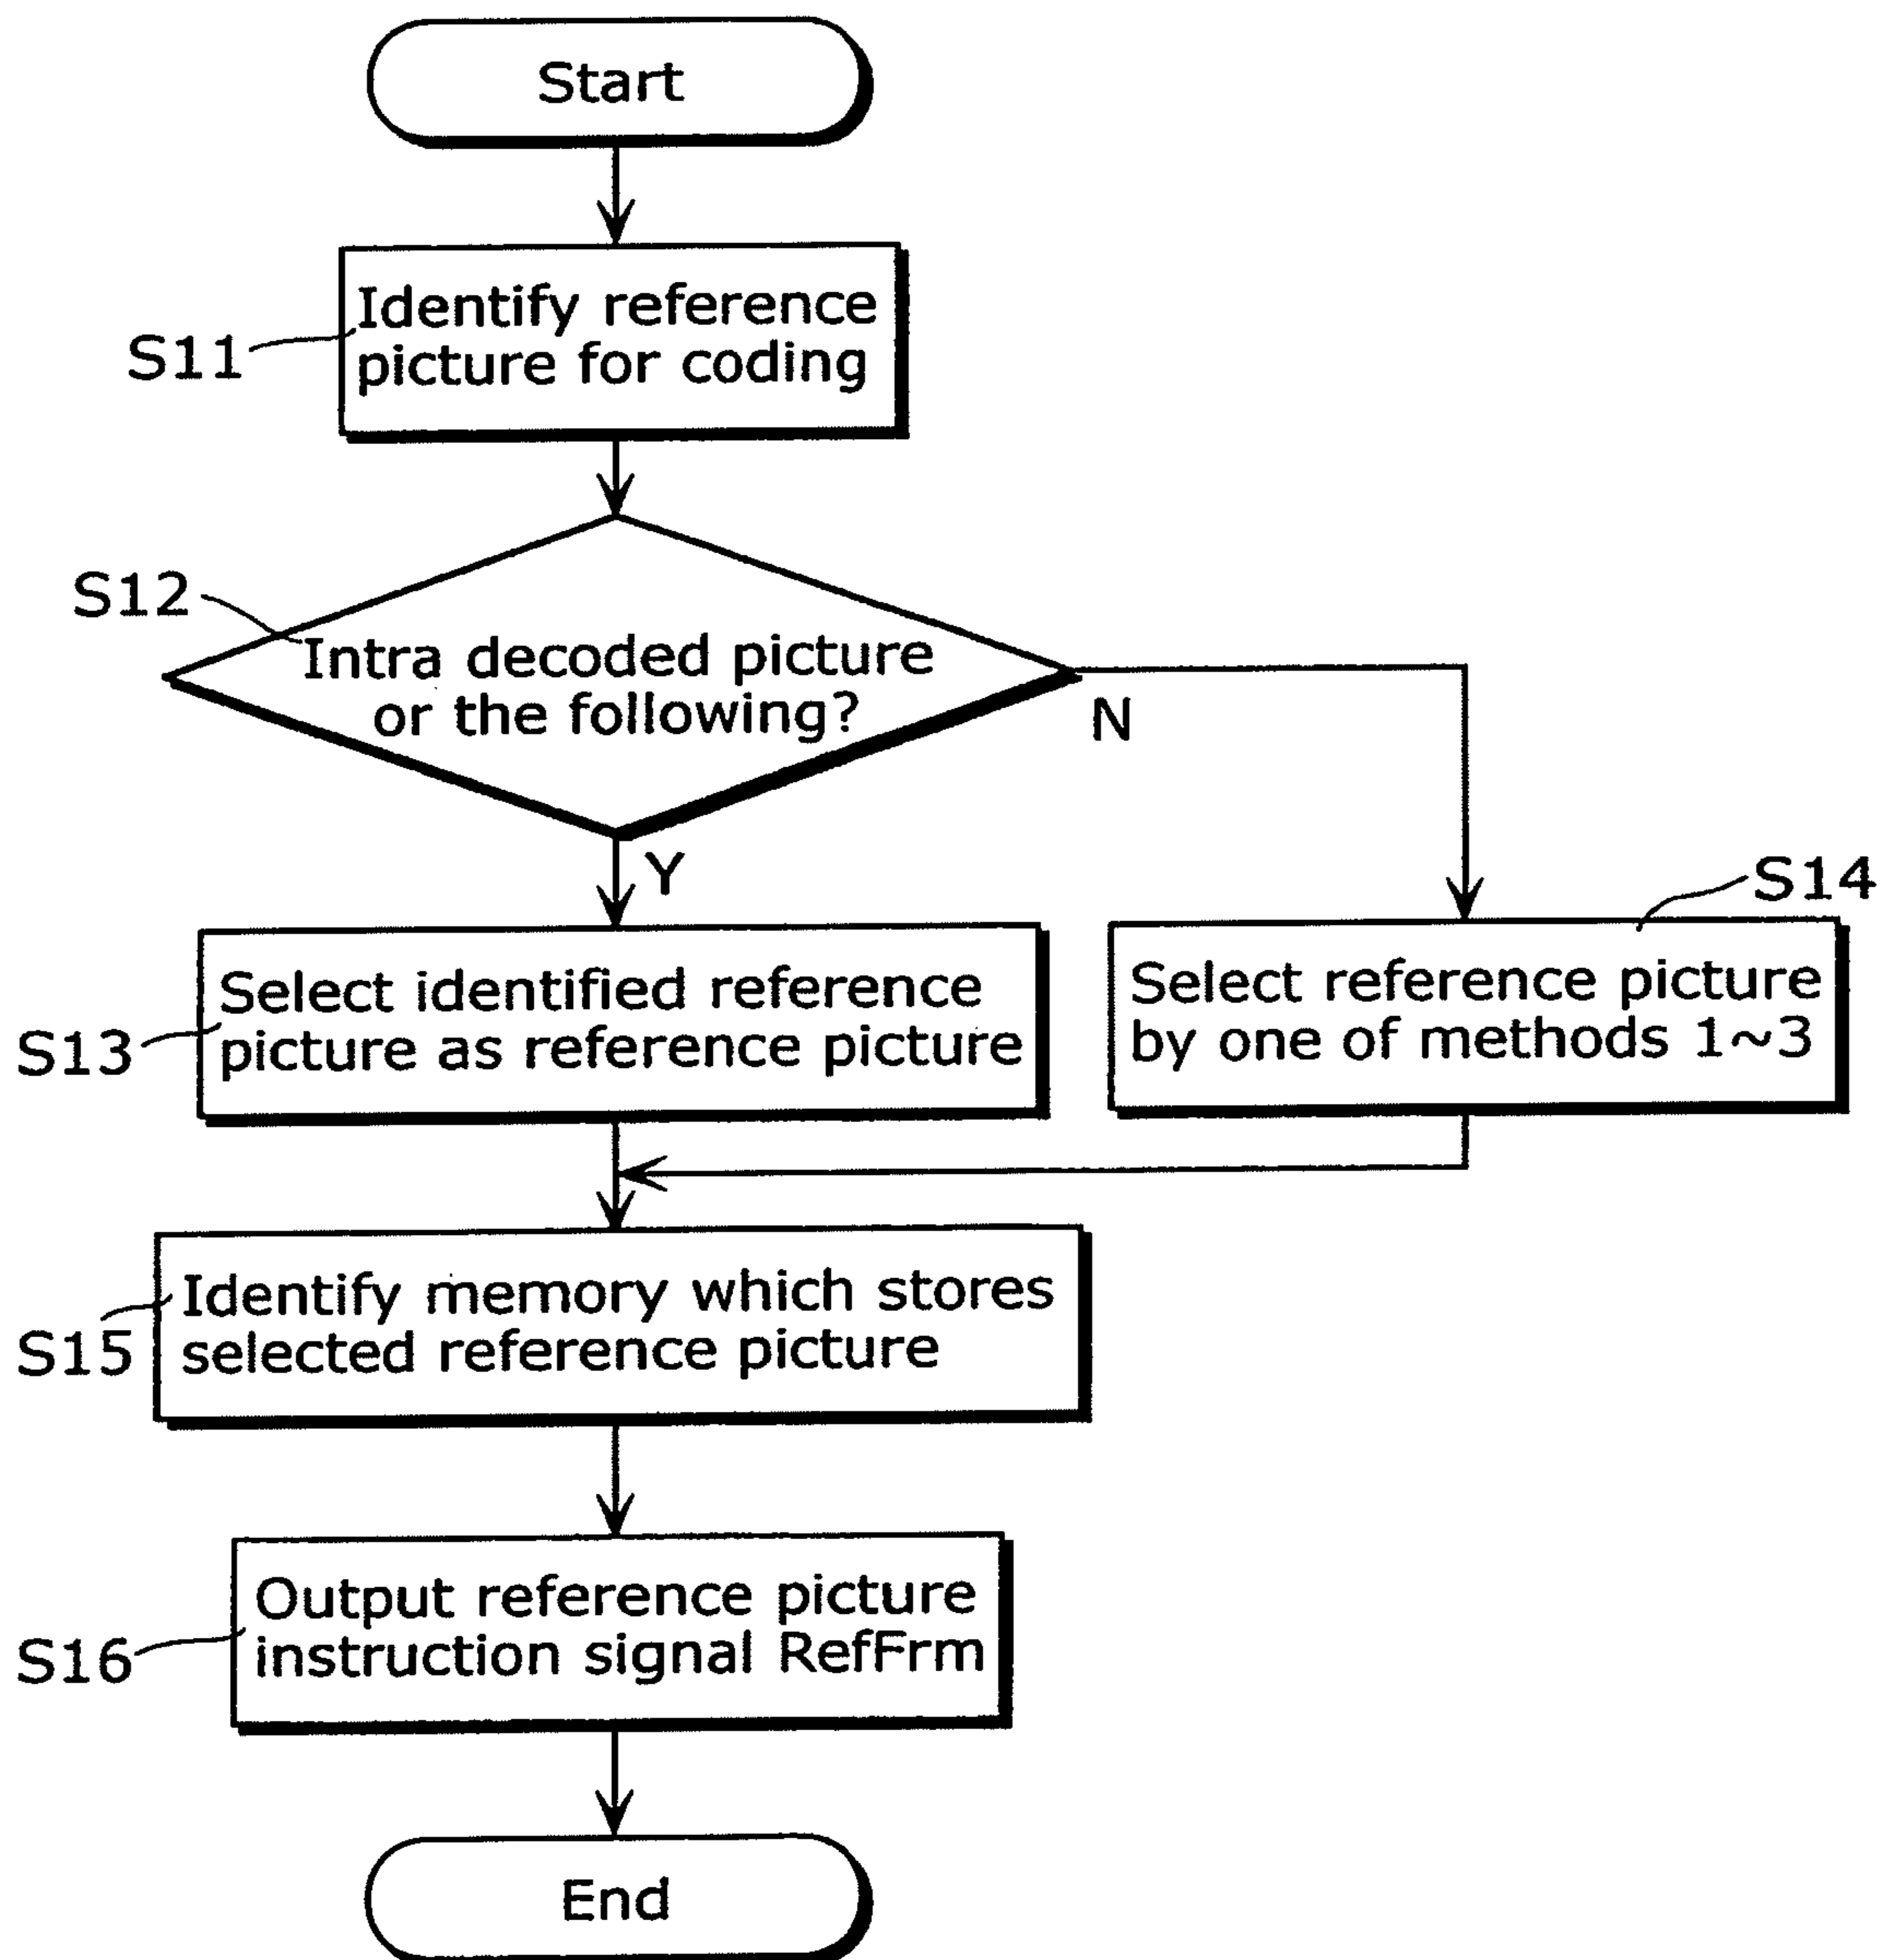 Start
S11
Identify reference
picture for coding
S12
Intra decoded picture
or the following?
N
Y
S13
Select identified reference
picture as reference picture
S14
Select reference picture
by one of methods 1~3
S15
Identify memory which stores
selected reference picture
S16
Output reference picture
instruction signal RefFrm
End